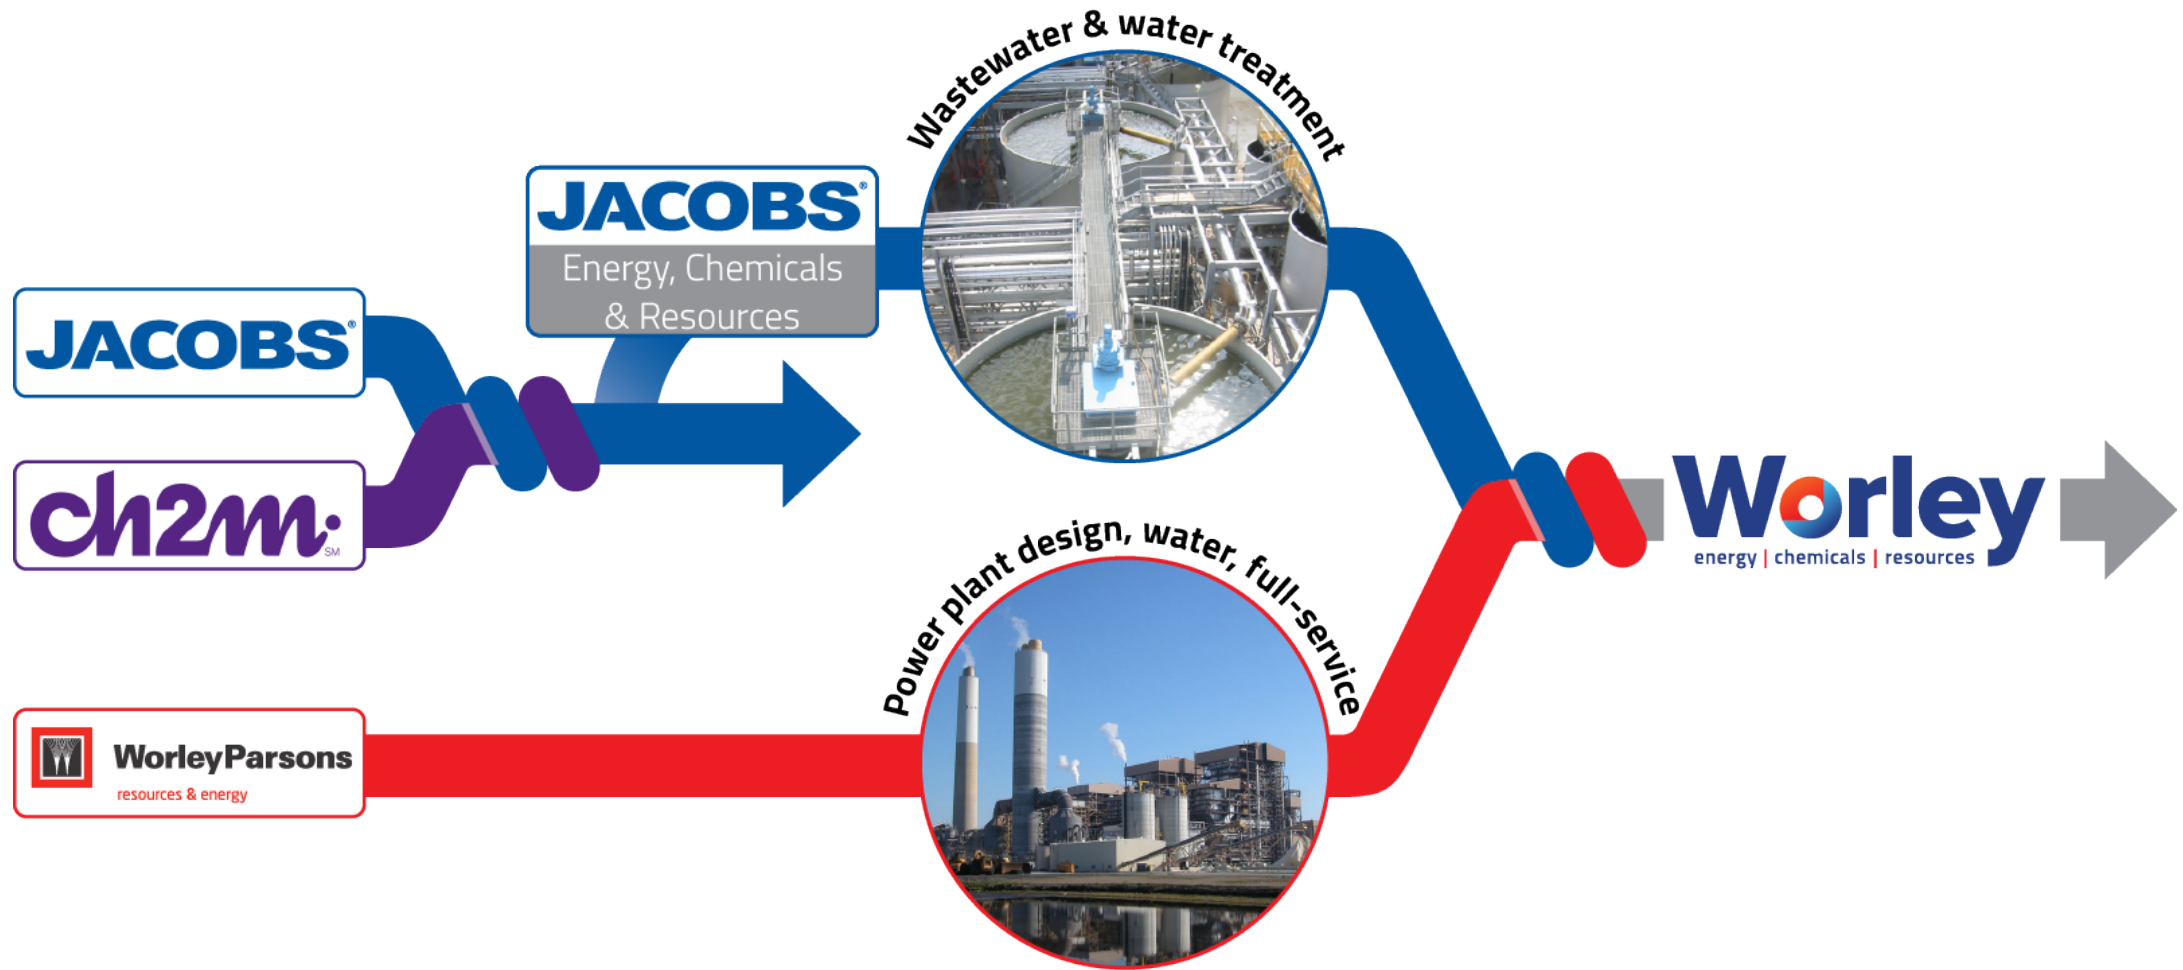 Wastewater & water treatment
JACOBS®
Energy, Chemicals
& Resources
JACOBS®
ch2m:
SM
Power plant design, water, full-service
Worley
energy | chemicals | resources
WorleyParsons
resources & energy